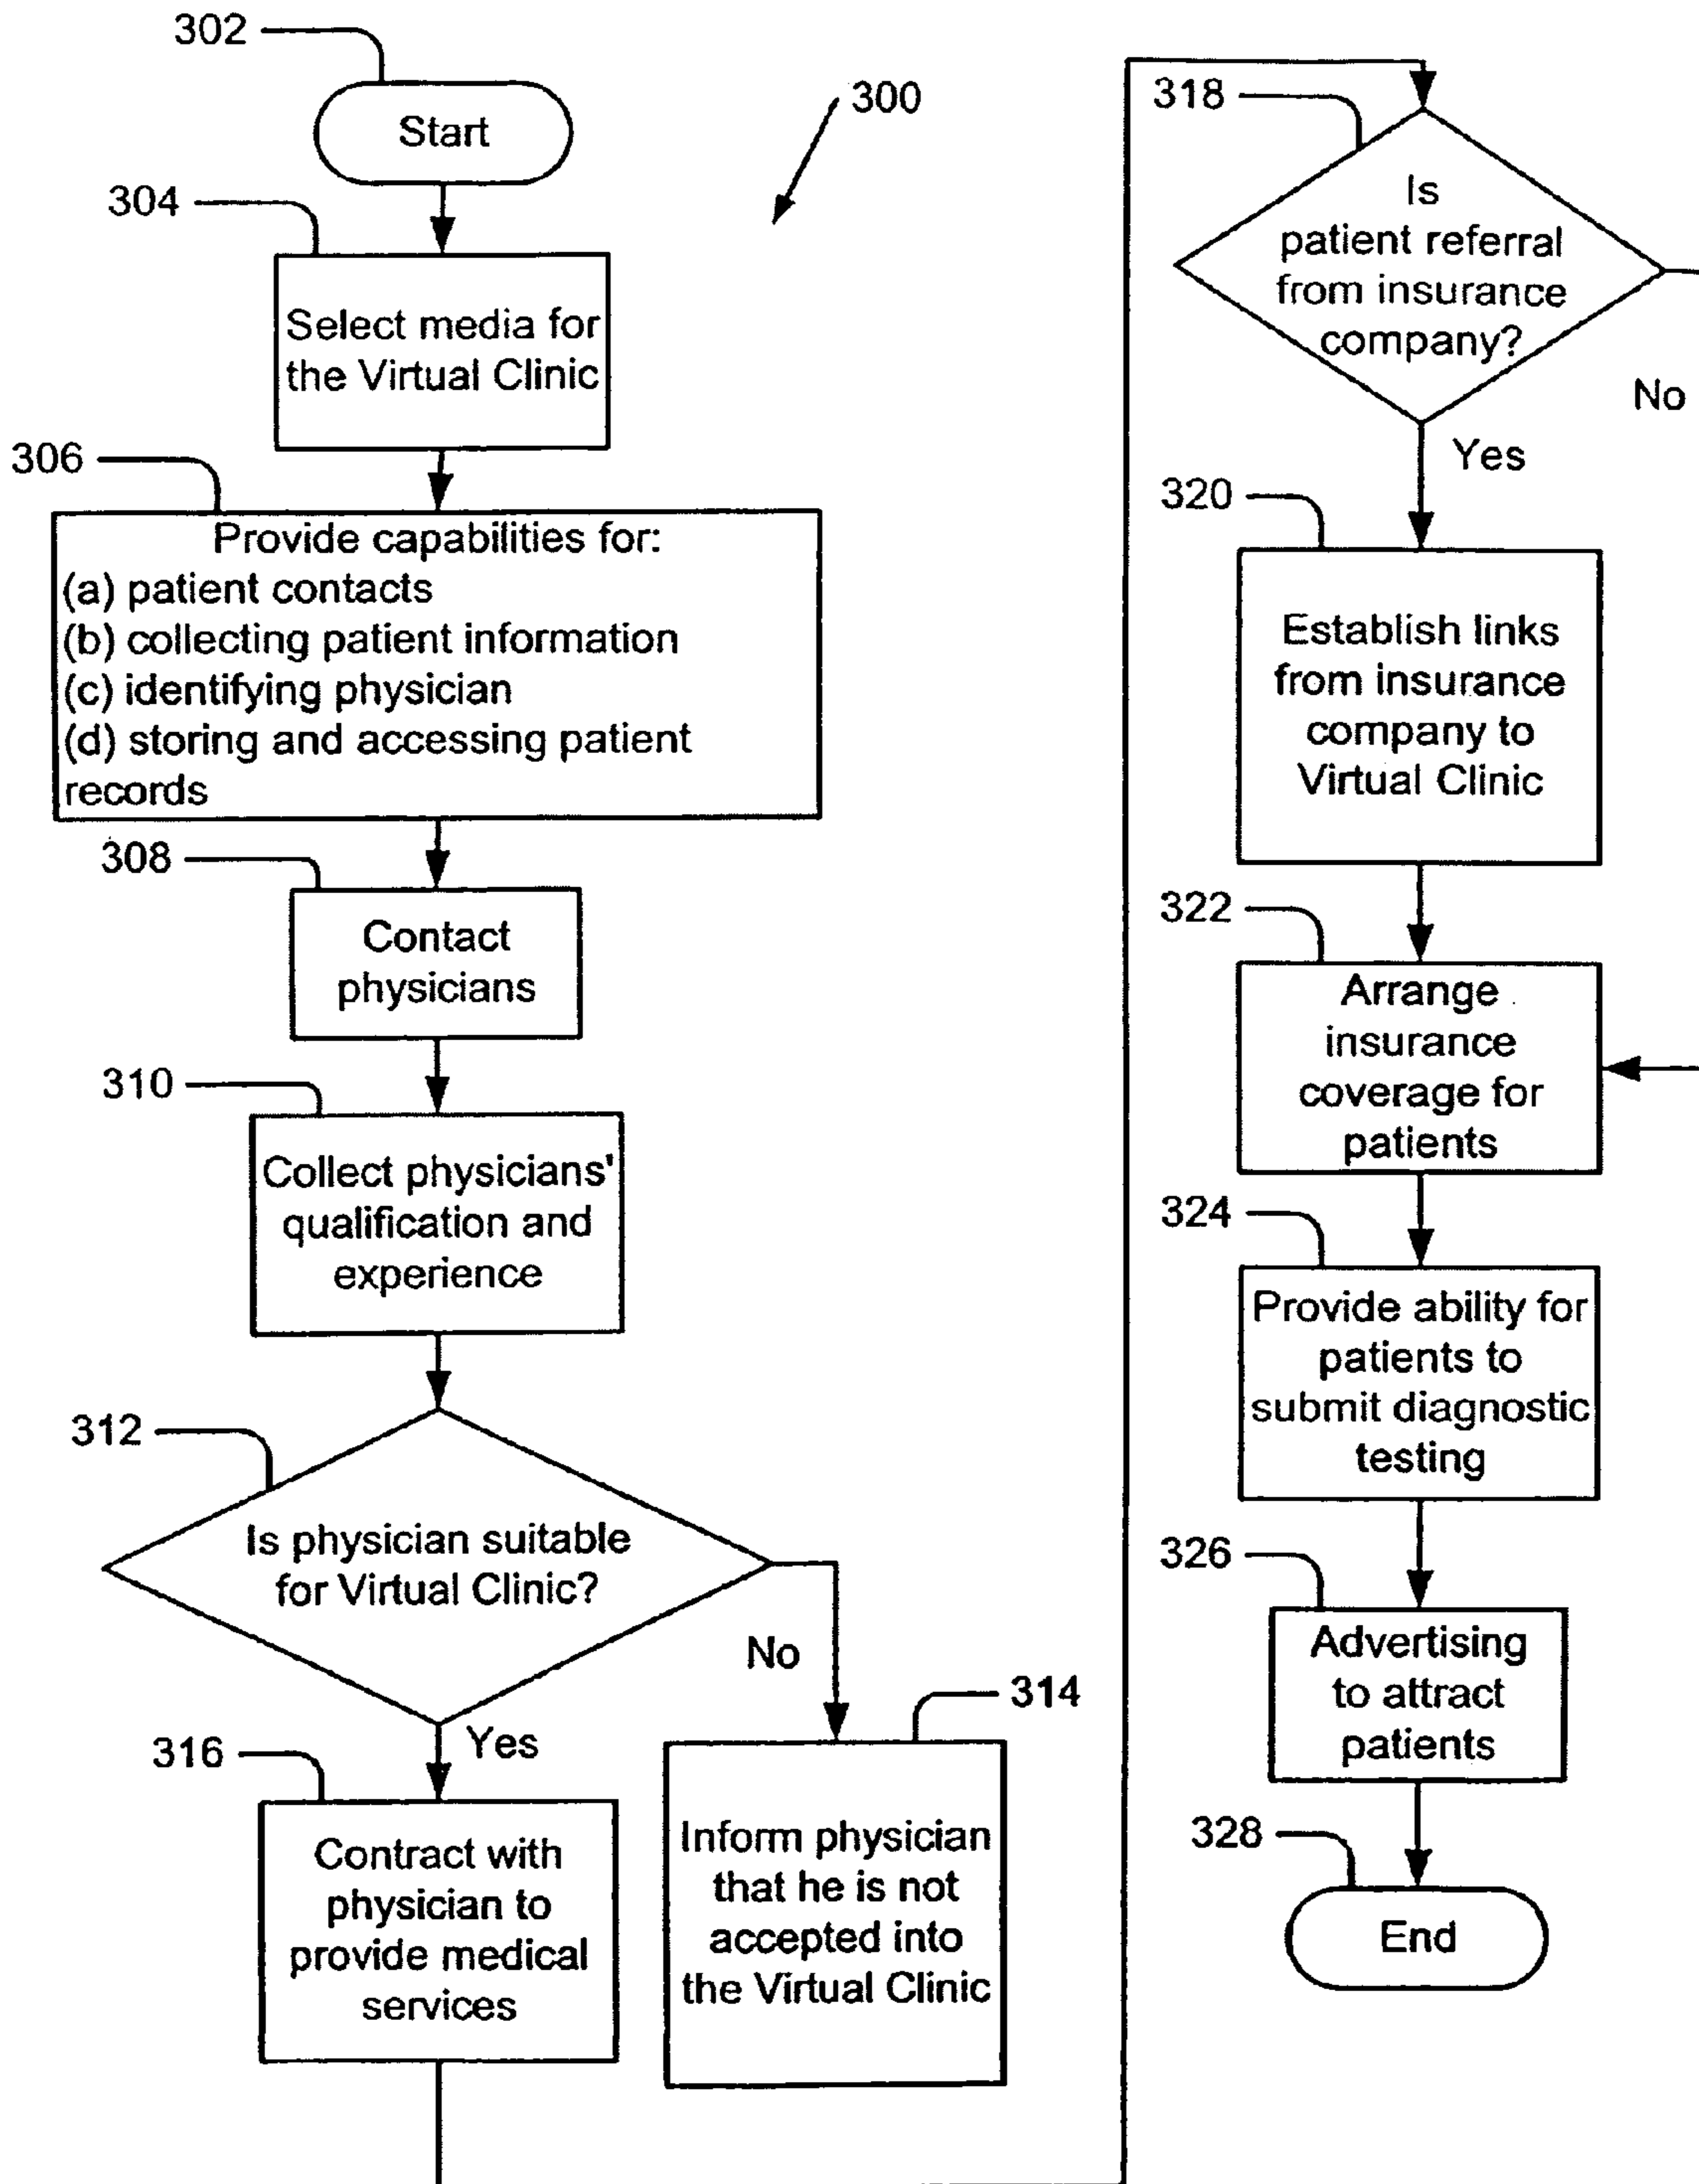 302
Start
300
304
Select media for
the Virtual Clinic
306
Provide capabilities for:
(a) patient contacts
(b) collecting patient information
(c) identifying physician
(d) storing and accessing patient
records
308
Contact
physicians
310
Collect physicians'
qualification and
experience
312
Is physician suitable
for Virtual Clinic?
No
314
Inform physician
that he is not
accepted into
the Virtual Clinic
Yes
316
Contract with
physician to
provide medical
services
318
Is
patient referral
from insurance
company?
No
Yes
320
Establish links
from insurance
company to
Virtual Clinic
322
Arrange
insurance
coverage for
patients
324
Provide ability for
patients to
submit diagnostic
testing
326
Advertising
to attract
patients
328
End